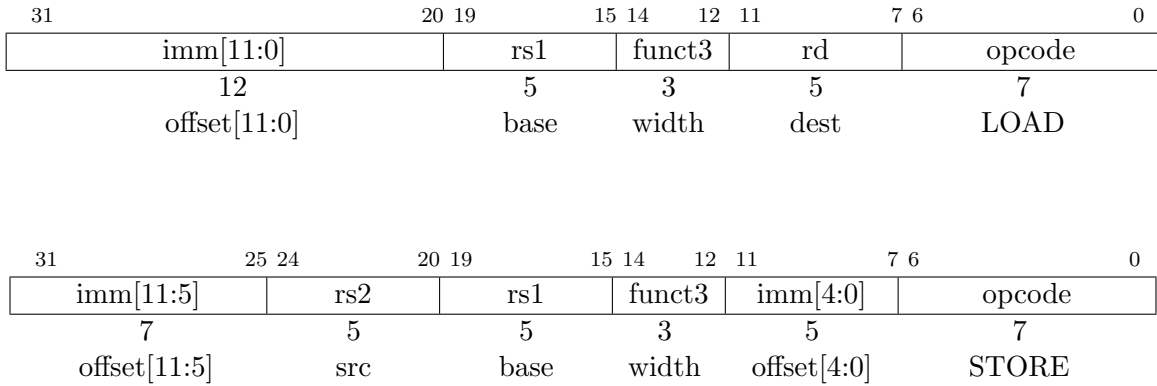 31 20 19 15 14 12 11 7 6 0
imm[11:0] rs1 funct3 rd opcode
12 5 3 5 7
offset[11:0] base width dest LOAD
31 25 24 20 19 15 14 12 11 7 6 0
imm[11:5] rs2 rs1 funct3 imm[4:0] opcode
7 5 5 3 5 7
offset[11:5] src base width offset[4:0] STORE